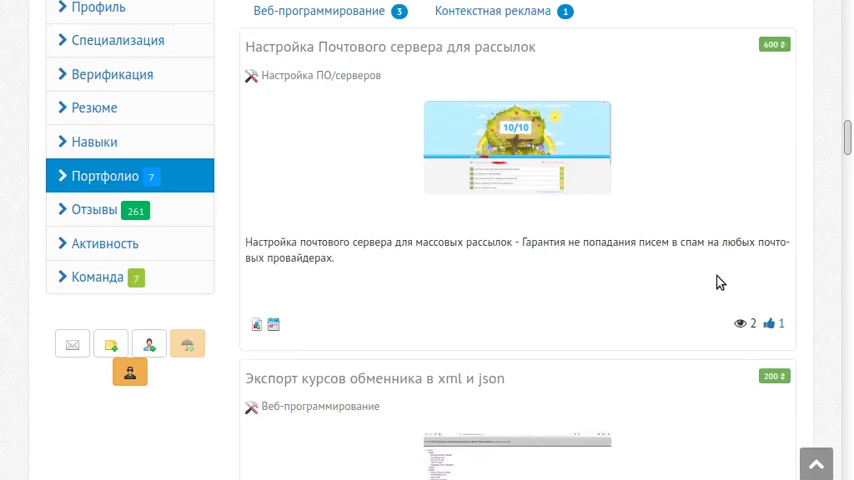 Профиль
Специализация
Верификация
Резюме
Навыки
Портфолио 7
Отзывы 261
Активность
Команда 7
Веб-программирование 3 Контекстная реклама 1
Настройка Почтового сервера для рассылок 600 ₴
Настройка ПО/серверов
10/10
Настройка почтового сервера для массовых рассылок - Гарантия не попадания писем в спам на любых почто-
вых провайдерах.
2 1
Экспорт курсов обменника в xml и json 200 ₴
Веб-программирование